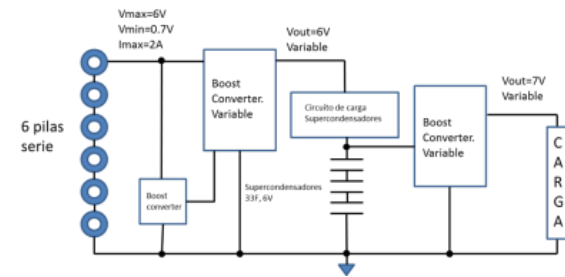 Vmax=6V
Vmin=0.7V
Imax=2A
6 pilas
serie
Boost
Converter.
Variable
Boost
converter
Vout=6V
Variable
Circuito de carga
Supercondensadores
Supercondensadores
33F, 6V
Boost
Converter.
Variable
Vout=7V
Variable
C
A
R
G
A